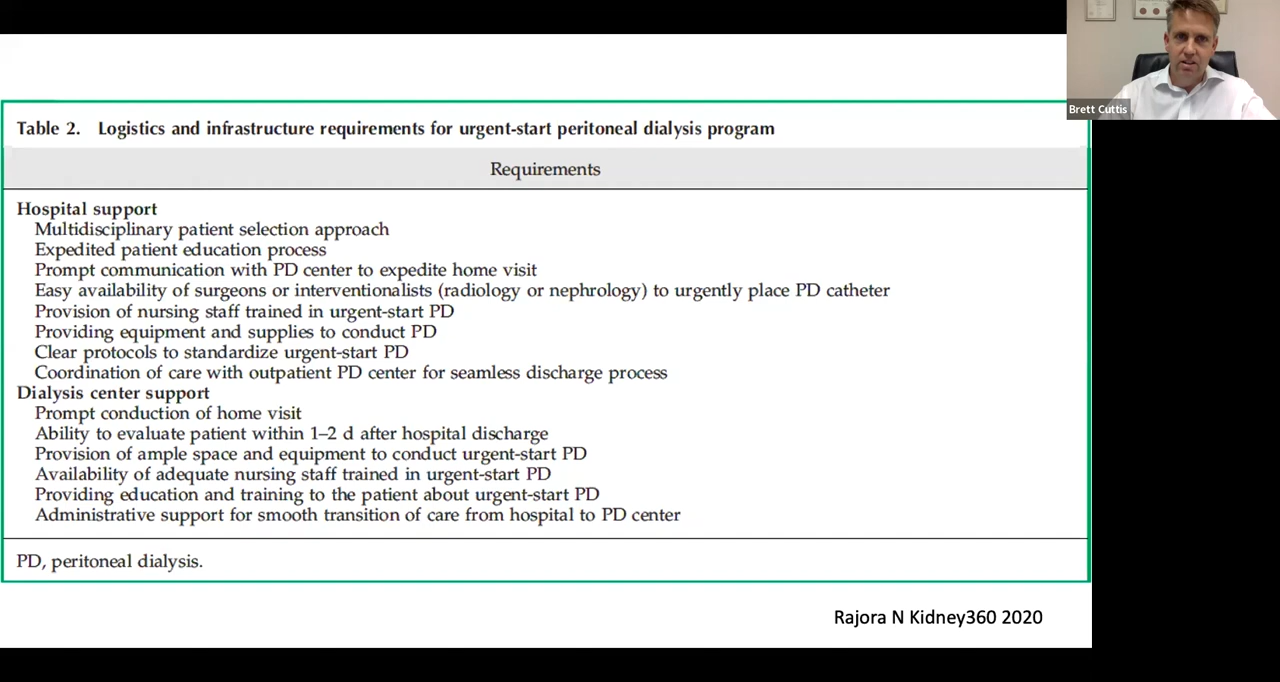 Brett Cuttis
Table 2. Logistics and infrastructure requirements for urgent-start peritoneal dialysis program
Requirements
Hospital support
Multidisciplinary patient selection approach
Expedited patient education process
Prompt communication with PD center to expedite home visit
Easy availability of surgeons or interventionalists (radiology or nephrology) to urgently place PD catheter
Provision of nursing staff trained in urgent-start PD
Providing equipment and supplies to conduct PD
Clear protocols to standardize urgent-start PD
Coordination of care with outpatient PD center for seamless discharge process
Dialysis center support
Prompt conduction of home visit
Ability to evaluate patient within 1–2 d after hospital discharge
Provision of ample space and equipment to conduct urgent-start PD
Availability of adequate nursing staff trained in urgent-start PD
Providing education and training to the patient about urgent-start PD
Administrative support for smooth transition of care from hospital to PD center
PD, peritoneal dialysis.
Rajora N Kidney360 2020